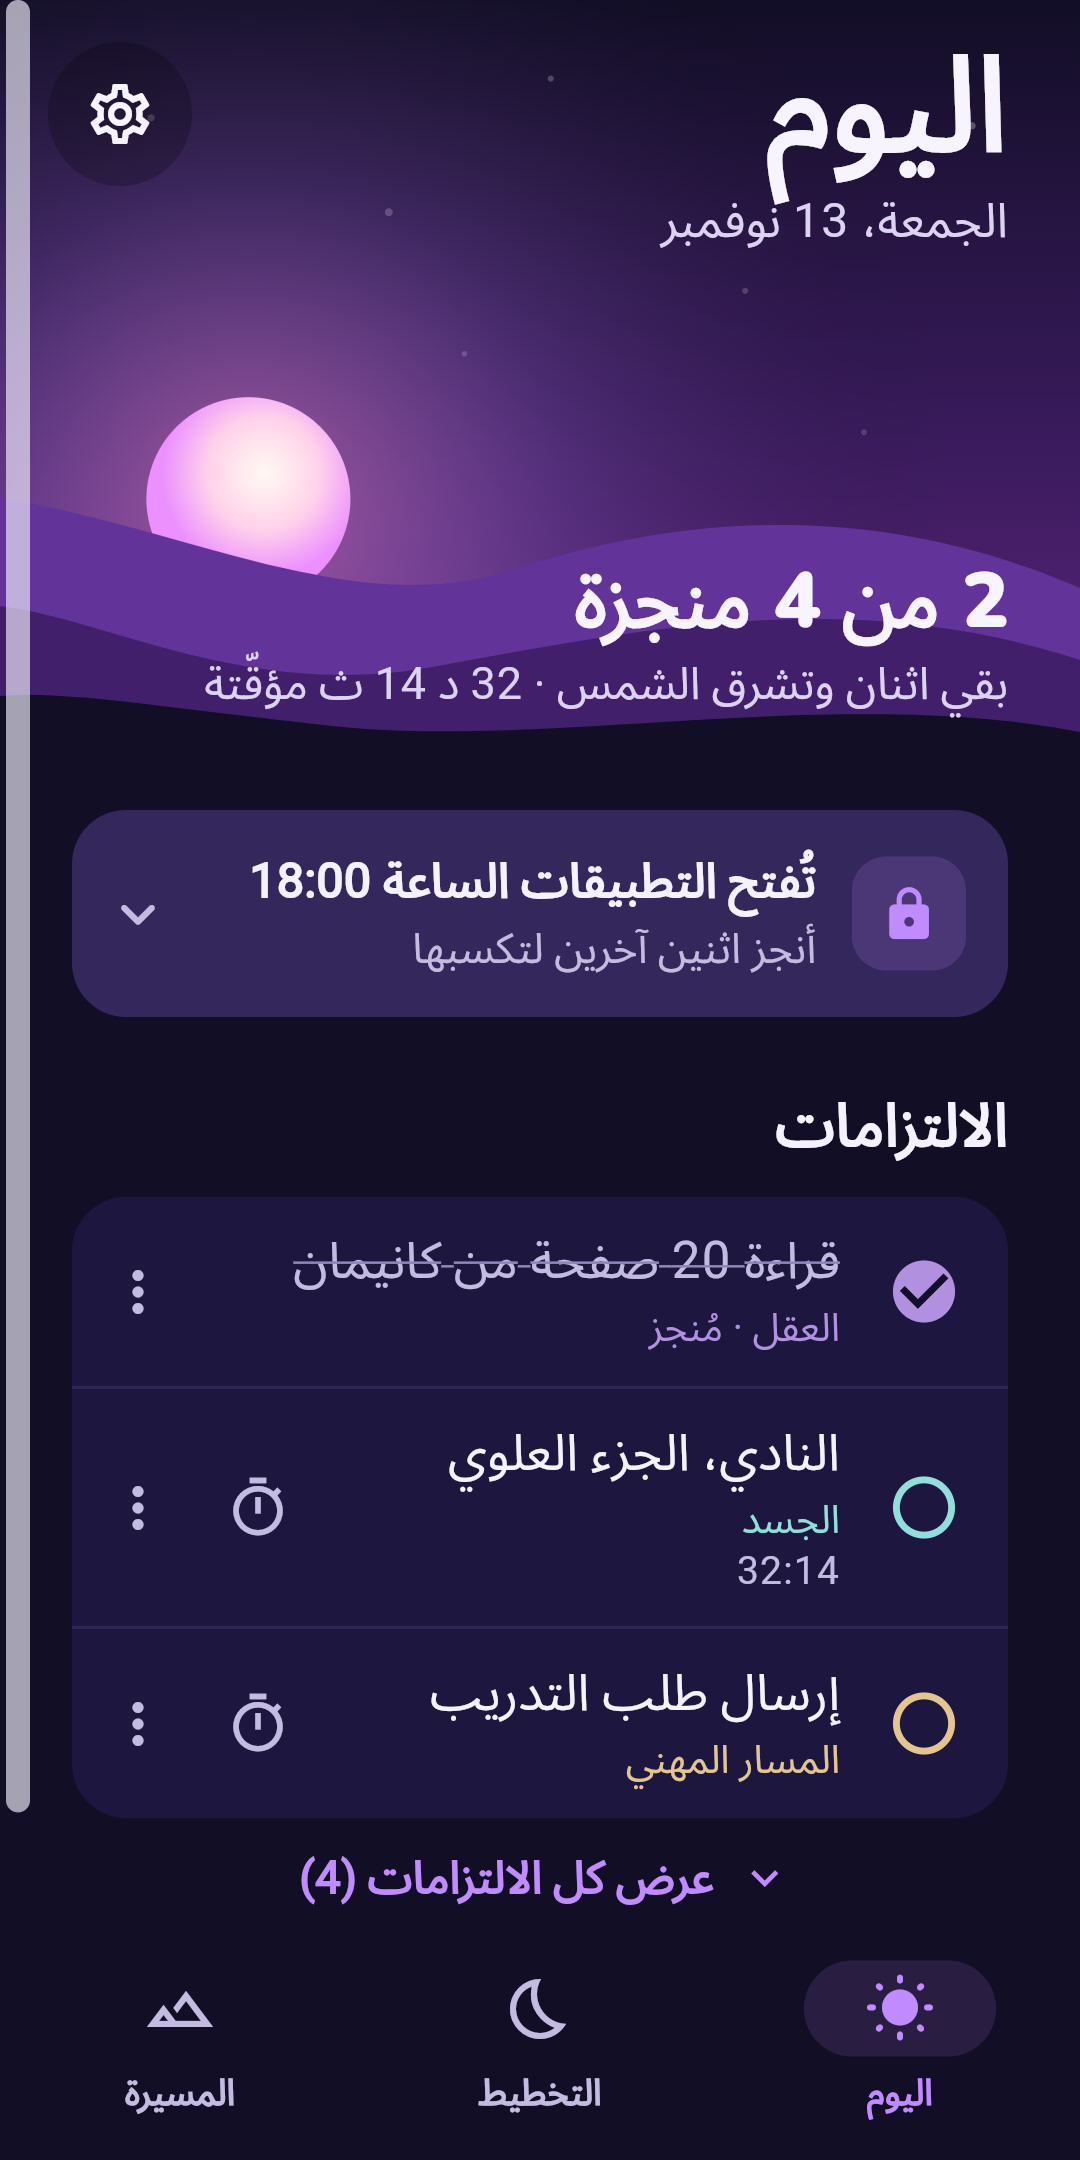 اليوم
الجمعة، 13 نوفمبر
2 من 4 منجزة
بقي اثنان وتشرق الشمس · 32 د 14 ث مؤقّتة
تُفتح التطبيقات الساعة 18:00
أنجز اثنين آخرين لتكسبها
الالتزامات
قراءة 20 صفحة من كانيمان
العقل · مُنجز
النادي، الجزء العلوي
الجسد
32:14
إرسال طلب التدريب
المسار المهني
عرض كل الالتزامات (4)
اليوم
التخطيط
المسيرة